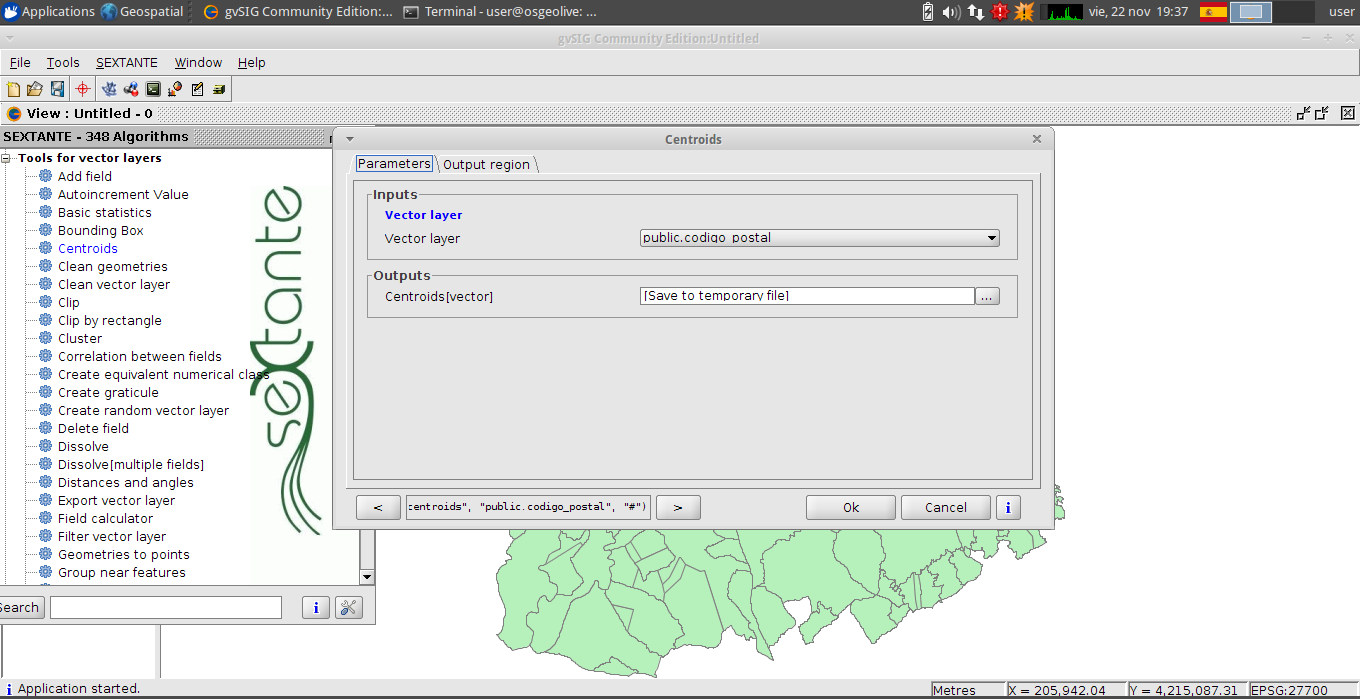 Applications Geospatial gvSIG Community Edition:... Terminal - user@osgeolive: ... vie, 22 nov 19:37 user
gvSIG Community Edition:Untitled
File Tools SEXTANTE Window Help
View : Untitled - 0
SEXTANTE - 348 Algorithms
Tools for vector layers
Add field
Autoincrement Value
Basic statistics
Bounding Box
Centroids
Clean geometries
Clean vector layer
Clip
Clip by rectangle
Cluster
Correlation between fields
Create equivalent numerical class
Create graticule
Create random vector layer
Delete field
Dissolve
Dissolve[multiple fields]
Distances and angles
Export vector layer
Field calculator
Filter vector layer
Geometries to points
Group near features
sextante
Search
i
Centroids
Parameters Output region
Inputs
Vector layer
Vector layer public.codigo_postal
Outputs
Centroids[vector] [Save to temporary file] ...
< centroids", "public.codigo_postal", "#") > Ok Cancel i
i Application started. Metres X = 205,942.04 Y = 4,215,087.31 EPSG:27700